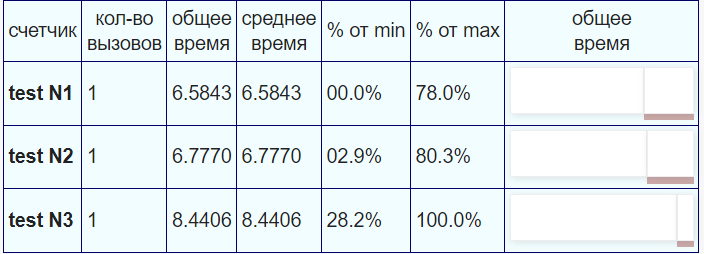 счетчик кол-во вызовов общее время среднее время % от min % от max общее время
test N1 1 6.5843 6.5843 00.0% 78.0%
test N2 1 6.7770 6.7770 02.9% 80.3%
test N3 1 8.4406 8.4406 28.2% 100.0%